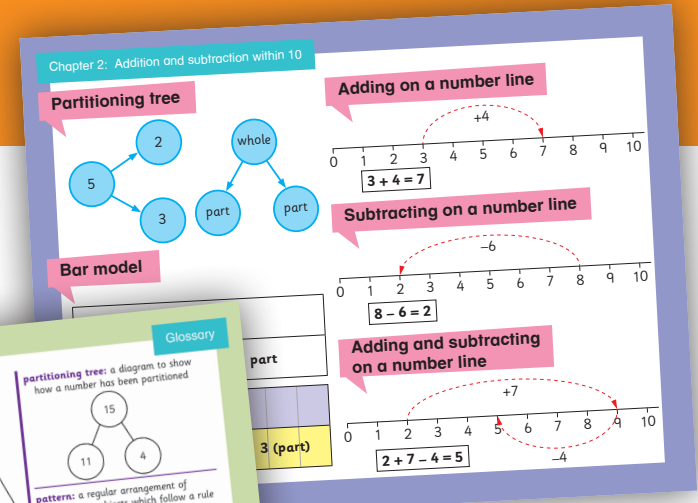 Chapter 2: Addition and subtraction within 10
Partitioning tree
2
5
3
whole
part
part
Bar model
part
3 (part)
Adding on a number line
+4
0 1 2 3 4 5 6 7 8 9 10
3 + 4 = 7
Subtracting on a number line
–6
0 1 2 3 4 5 6 7 8 9 10
8 – 6 = 2
Adding and subtracting
on a number line
+7
0 1 2 3 4 5 6 7 8 9 10
2 + 7 – 4 = 5
–4
Glossary
partitioning tree: a diagram to show
how a number has been partitioned
15
11
4
pattern: a regular arrangement of
which follow a rule